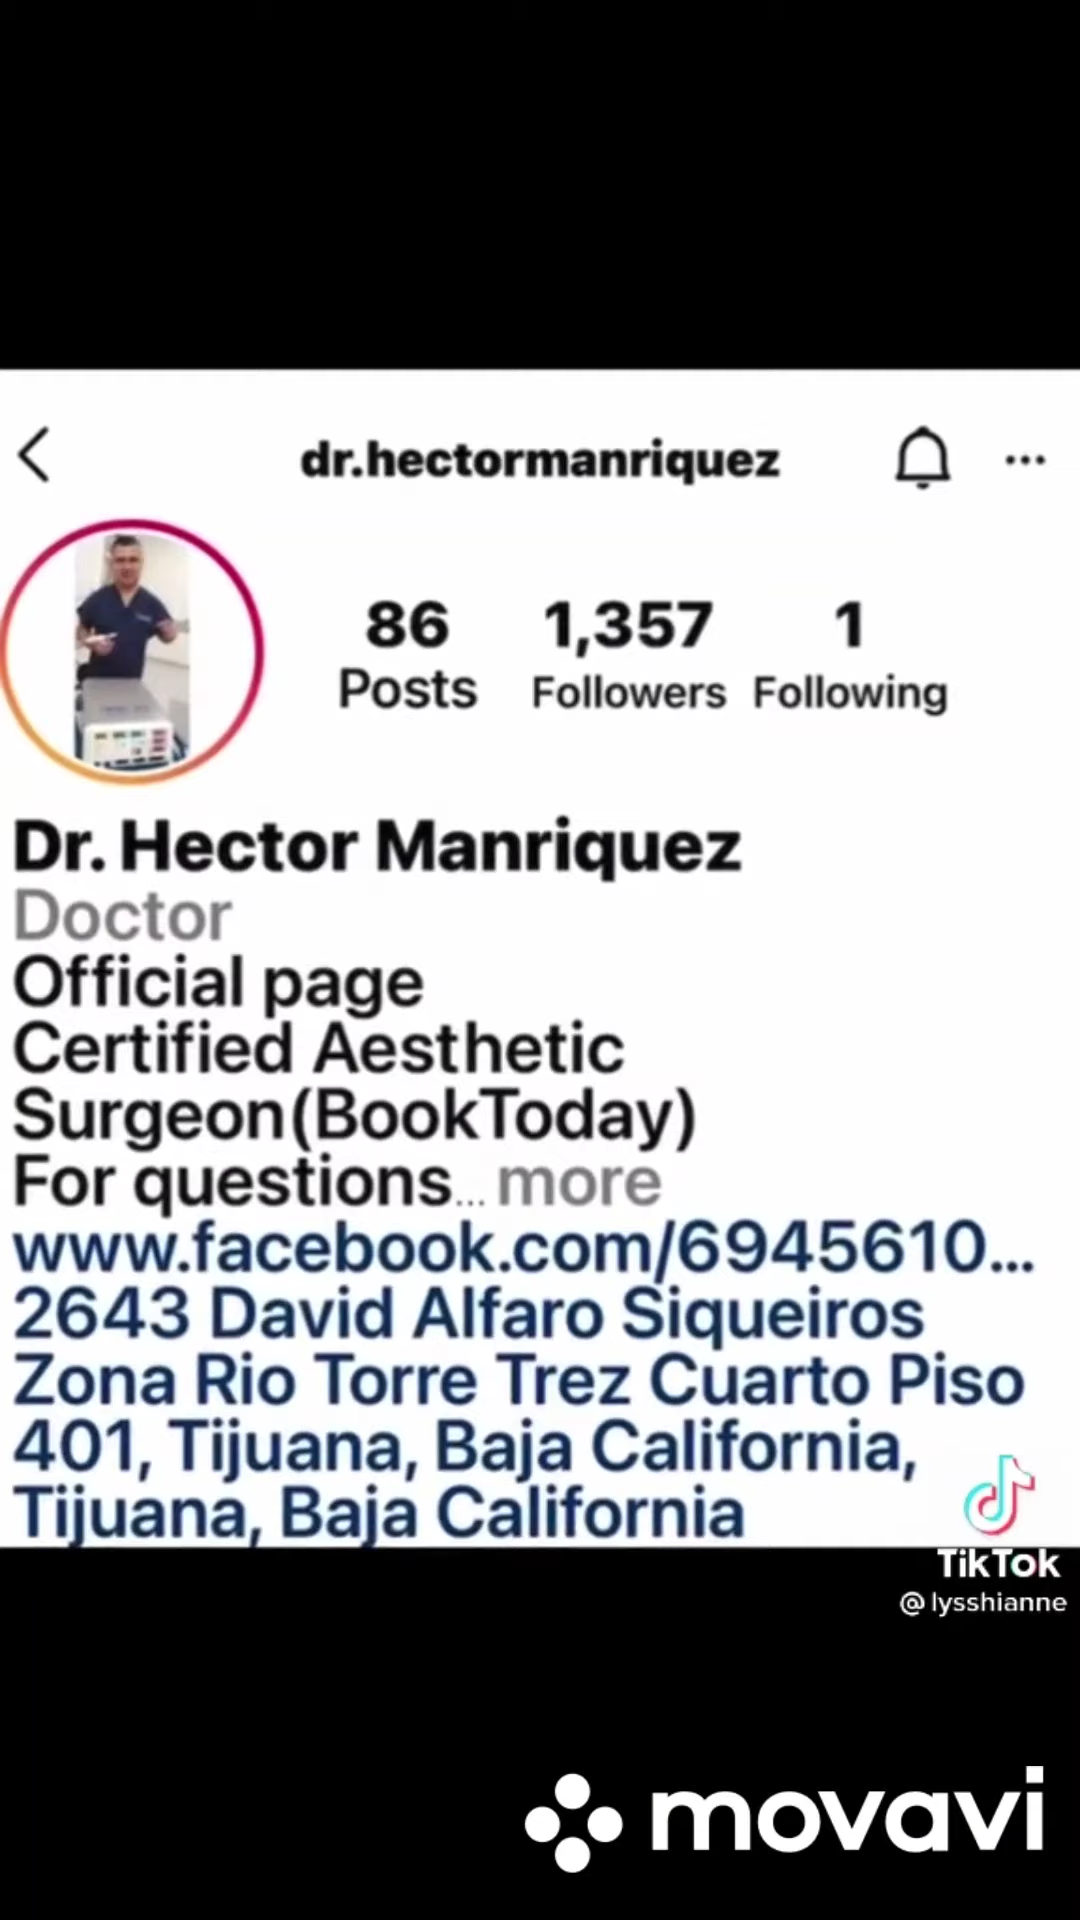 dr.hectormanriquez
86 1,357 1
Posts Followers Following
Dr. Hector Manriquez
Doctor
Official page
Certified Aesthetic
Surgeon(BookToday)
For questions... more
www.facebook.com/6945610...
2643 David Alfaro Siqueiros
Zona Rio Torre Trez Cuarto Piso
401, Tijuana, Baja California,
Tijuana, Baja California
TikTok
@lysshianne
movavi